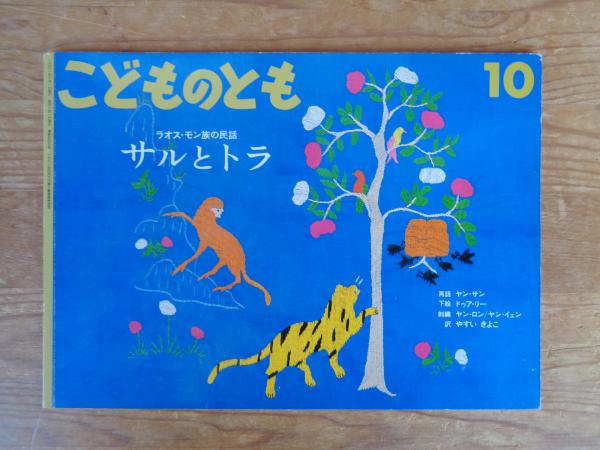 こどものとも
10
ラオス・モン族の民話
サルとトラ
再話 ヤン・サン
下絵 ドゥア・リー
刺繍 ヤン・ロン/ヤン・イェン
訳 やすい きよこ